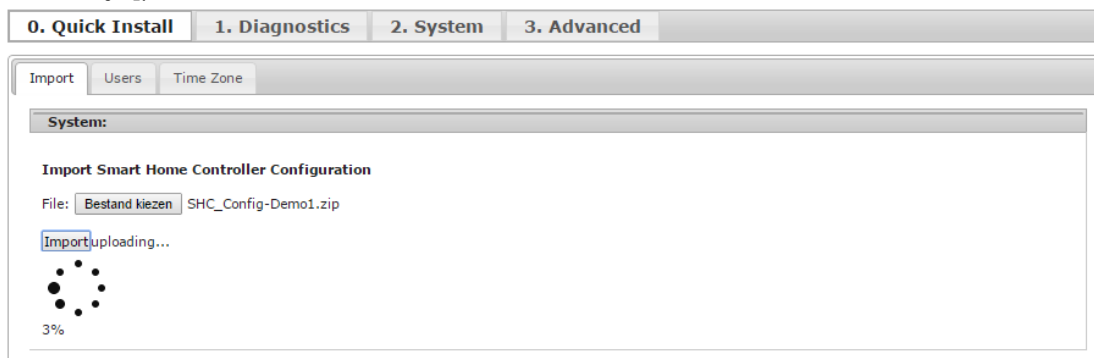 0. Quick Install 1. Diagnostics 2. System 3. Advanced
Import Users Time Zone
System:
Import Smart Home Controller Configuration
File: Bestand kiezen SHC_Config-Demo1.zip
Import uploading...
3%